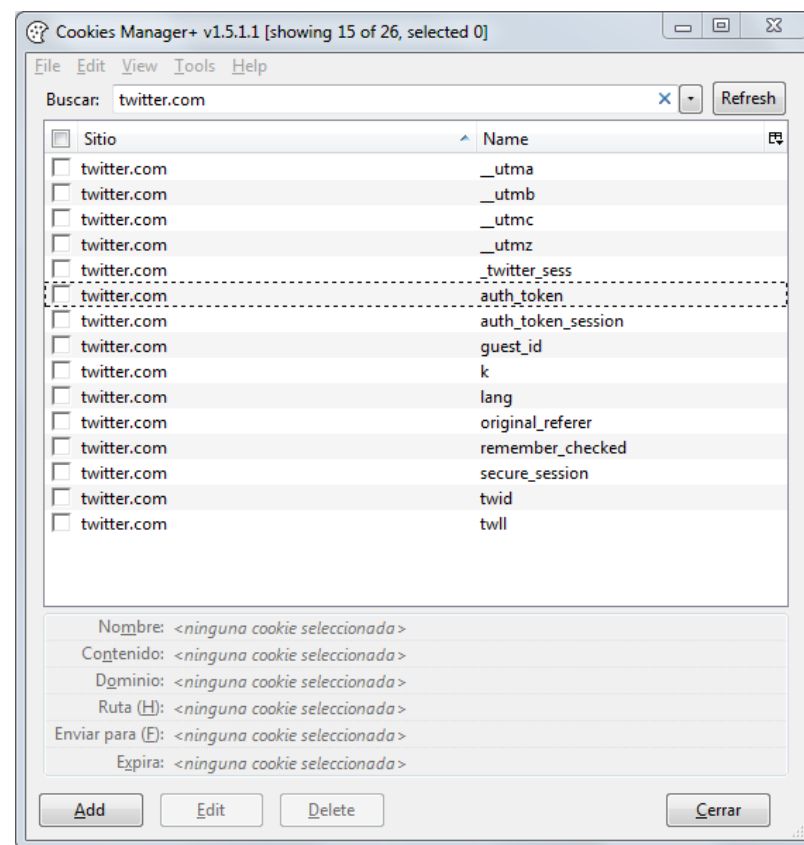 Cookies Manager+ v1.5.1.1 [showing 15 of 26, selected 0]
File Edit View Tools Help
Buscar: twitter.com Refresh
Sitio Name
twitter.com __utma
twitter.com __utmb
twitter.com __utmc
twitter.com __utmz
twitter.com _twitter_sess
twitter.com auth_token
twitter.com auth_token_session
twitter.com guest_id
twitter.com k
twitter.com lang
twitter.com original_referer
twitter.com remember_checked
twitter.com secure_session
twitter.com twid
twitter.com twll
Nombre: <ninguna cookie seleccionada>
Contenido: <ninguna cookie seleccionada>
Dominio: <ninguna cookie seleccionada>
Ruta (H): <ninguna cookie seleccionada>
Enviar para (F): <ninguna cookie seleccionada>
Expira: <ninguna cookie seleccionada>
Add Edit Delete Cerrar